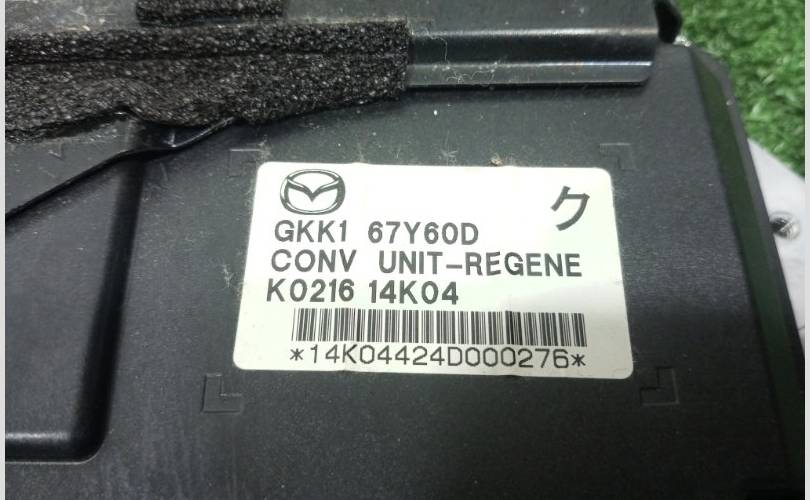 GKK1 67Y60D ク
CONV UNIT-REGENE
K0216 14K04
*14K04424D000276*